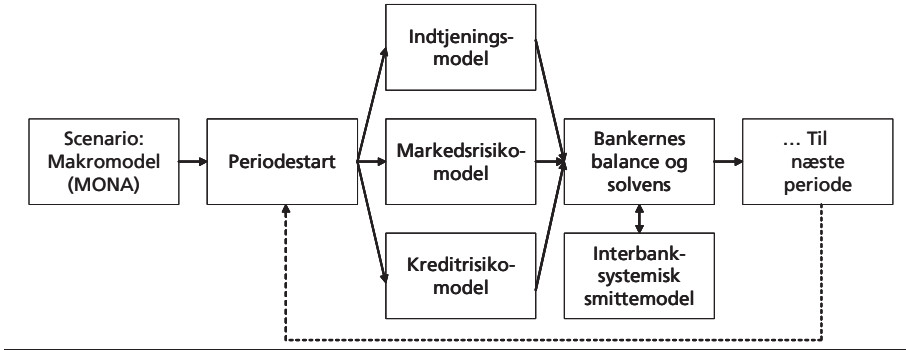 Indtjenings-
model
Scenario:
Makromodel
(MONA)
Periodestart
Markedsrisiko-
model
Bankernes
balance og
solvens
… Til
næste
periode
Kreditrisiko-
model
Interbank-
systemisk
smittemodel